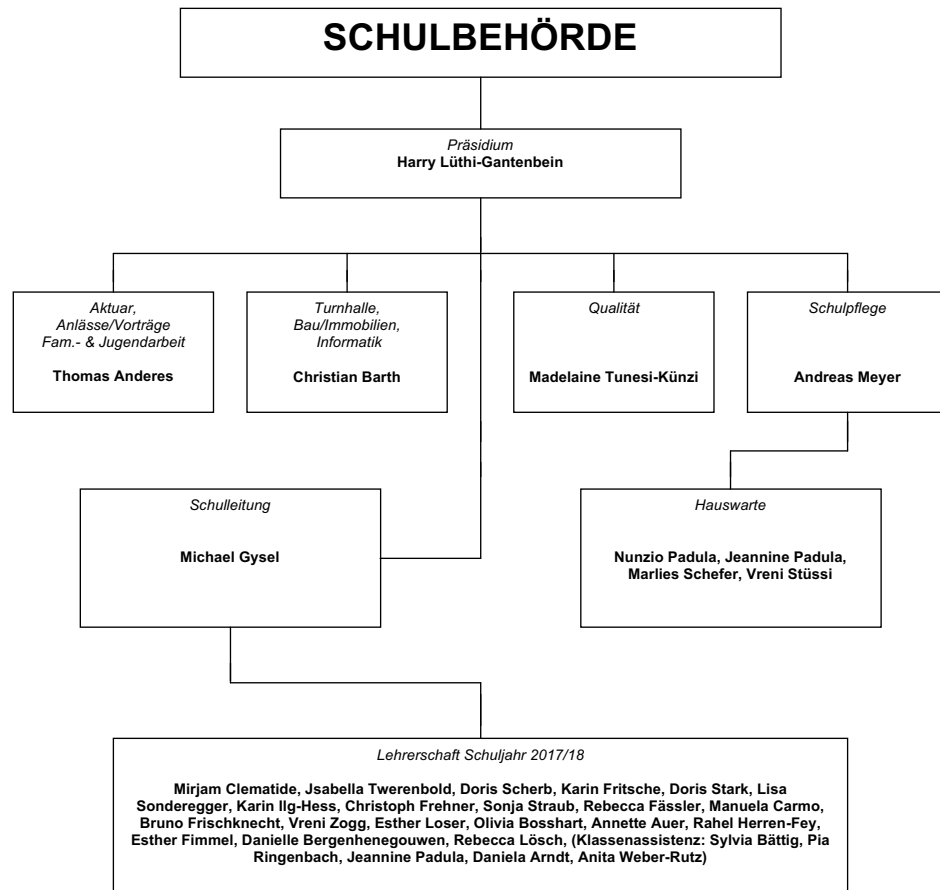 SCHULBEHÖRDE
Präsidium
Harry Lüthi-Gantenbein
Aktuar,
Anlässe/Vorträge
Fam.- & Jugendarbeit
Thomas Anderes
Turnhalle,
Bau/Immobilien,
Informatik
Christian Barth
Qualität
Madelaine Tunesi-Künzi
Schulpflege
Andreas Meyer
Schulleitung
Michael Gysel
Hauswarte
Nunzio Padula, Jeannine Padula,
Marlies Schefer, Vreni Stüssi
Lehrerschaft Schuljahr 2017/18
Mirjam Clematide, Jsabella Twerenbold, Doris Scherb, Karin Fritsche, Doris Stark, Lisa
Sonderegger, Karin Ilg-Hess, Christoph Frehner, Sonja Straub, Rebecca Fässler, Manuela Carmo,
Bruno Frischknecht, Vreni Zogg, Esther Loser, Olivia Bosshart, Annette Auer, Rahel Herren-Fey,
Esther Fimmel, Danielle Bergenhenegouwen, Rebecca Lösch, (Klassenassistenz: Sylvia Bättig, Pia
Ringenbach, Jeannine Padula, Daniela Arndt, Anita Weber-Rutz)